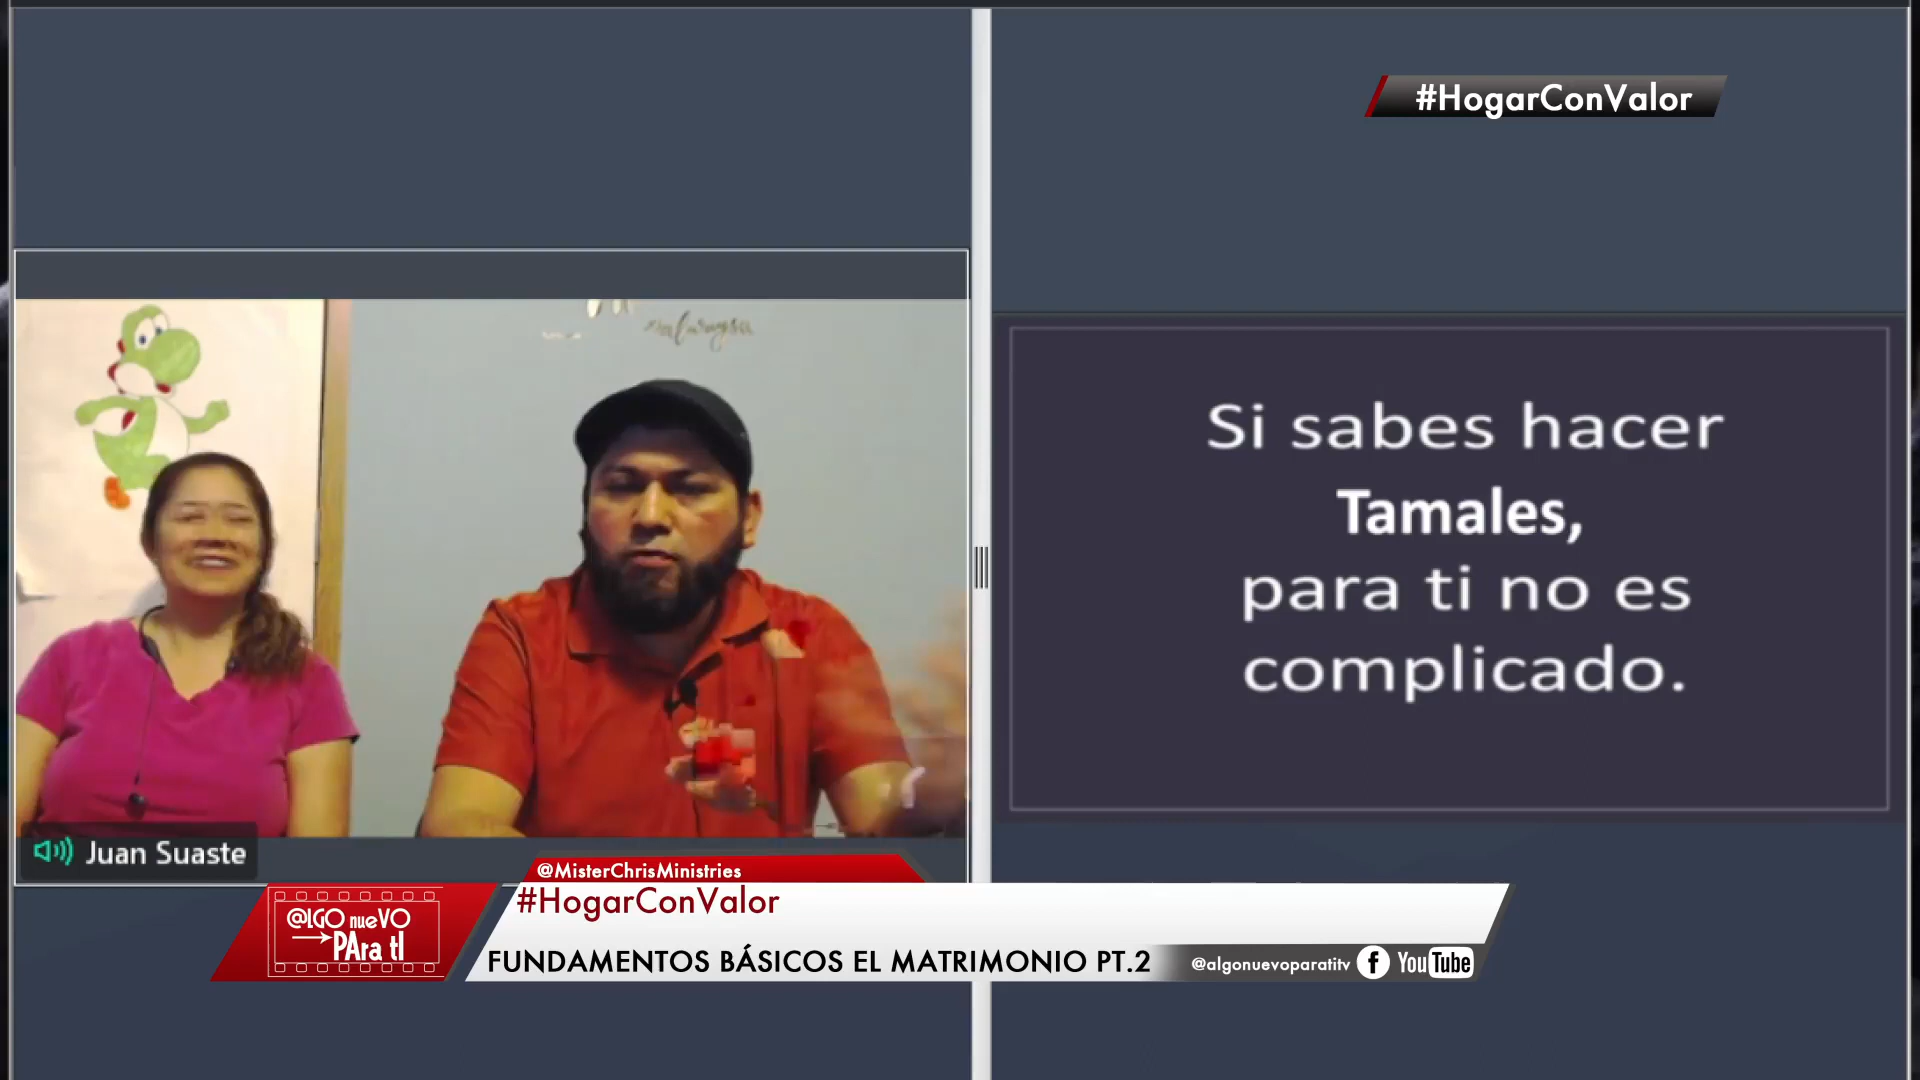 #HogarConValor
Si sabes hacer
Tamales,
para ti no es
complicado.
Juan Suaste
@MisterChrisMinistries
#HogarConValor
@LGO nueVO
PAra tI
FUNDAMENTOS BÁSICOS EL MATRIMONIO PT.2
@algonuevoparatitv f YouTube